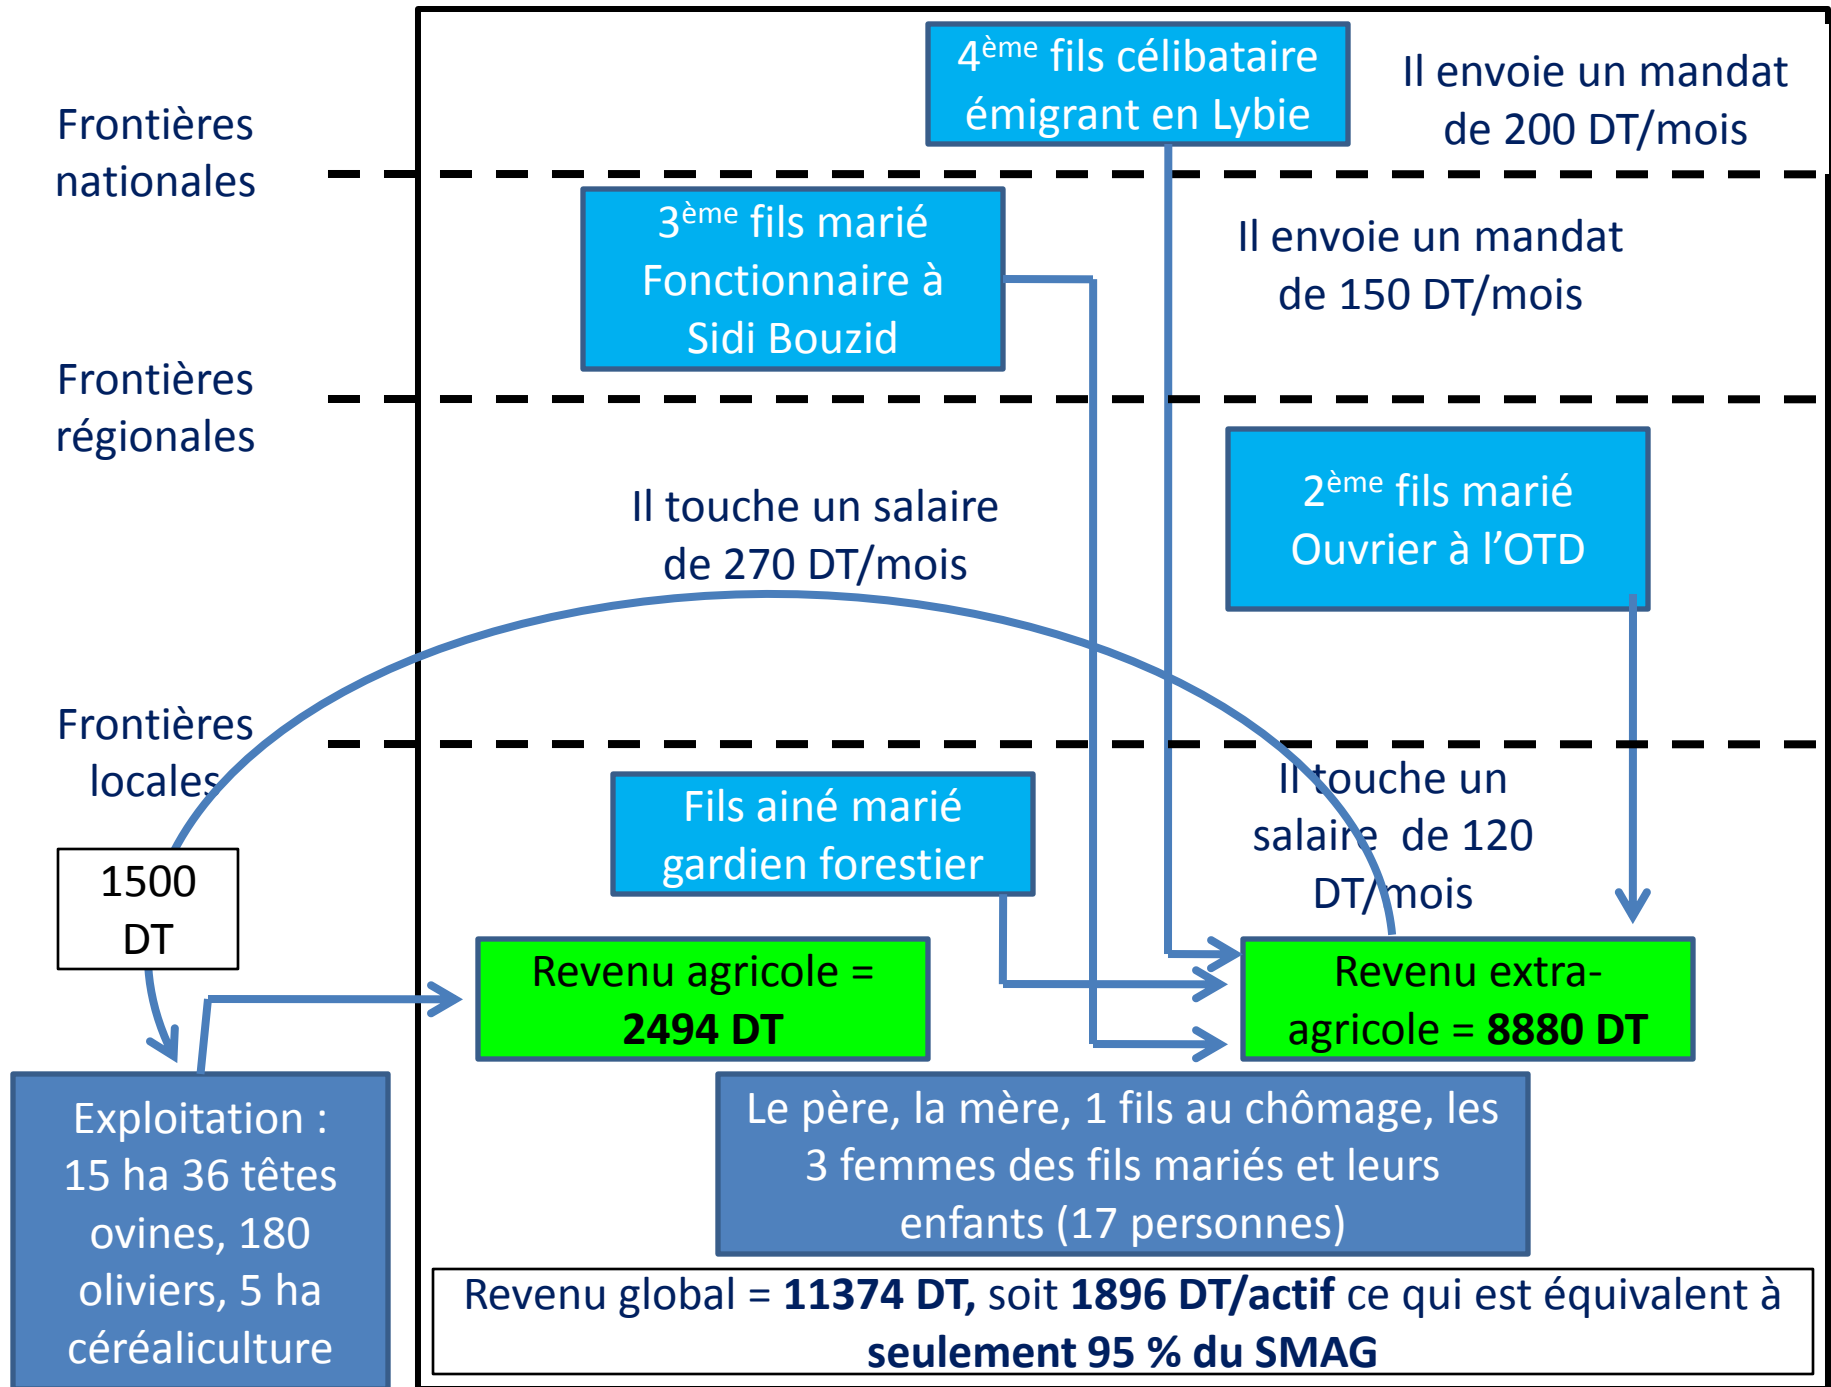 4ème fils célibataire
émigrant en Lybie
Il envoie un mandat
de 200 DT/mois
Frontières
nationales
3ème fils marié
Fonctionnaire à
Sidi Bouzid
Il envoie un mandat
de 150 DT/mois
Frontières
régionales
2ème fils marié
Ouvrier à l’OTD
Il touche un salaire
de 270 DT/mois
Frontières
locales
Fils ainé marié
gardien forestier
Il touche un
salaire de 120
DT/mois
1500
DT
Revenu agricole =
2494 DT
Revenu extra-
agricole = 8880 DT
Exploitation :
15 ha 36 têtes
ovines, 180
oliviers, 5 ha
céréaliculture
Le père, la mère, 1 fils au chômage, les
3 femmes des fils mariés et leurs
enfants (17 personnes)
Revenu global = 11374 DT, soit 1896 DT/actif ce qui est équivalent à
seulement 95 % du SMAG